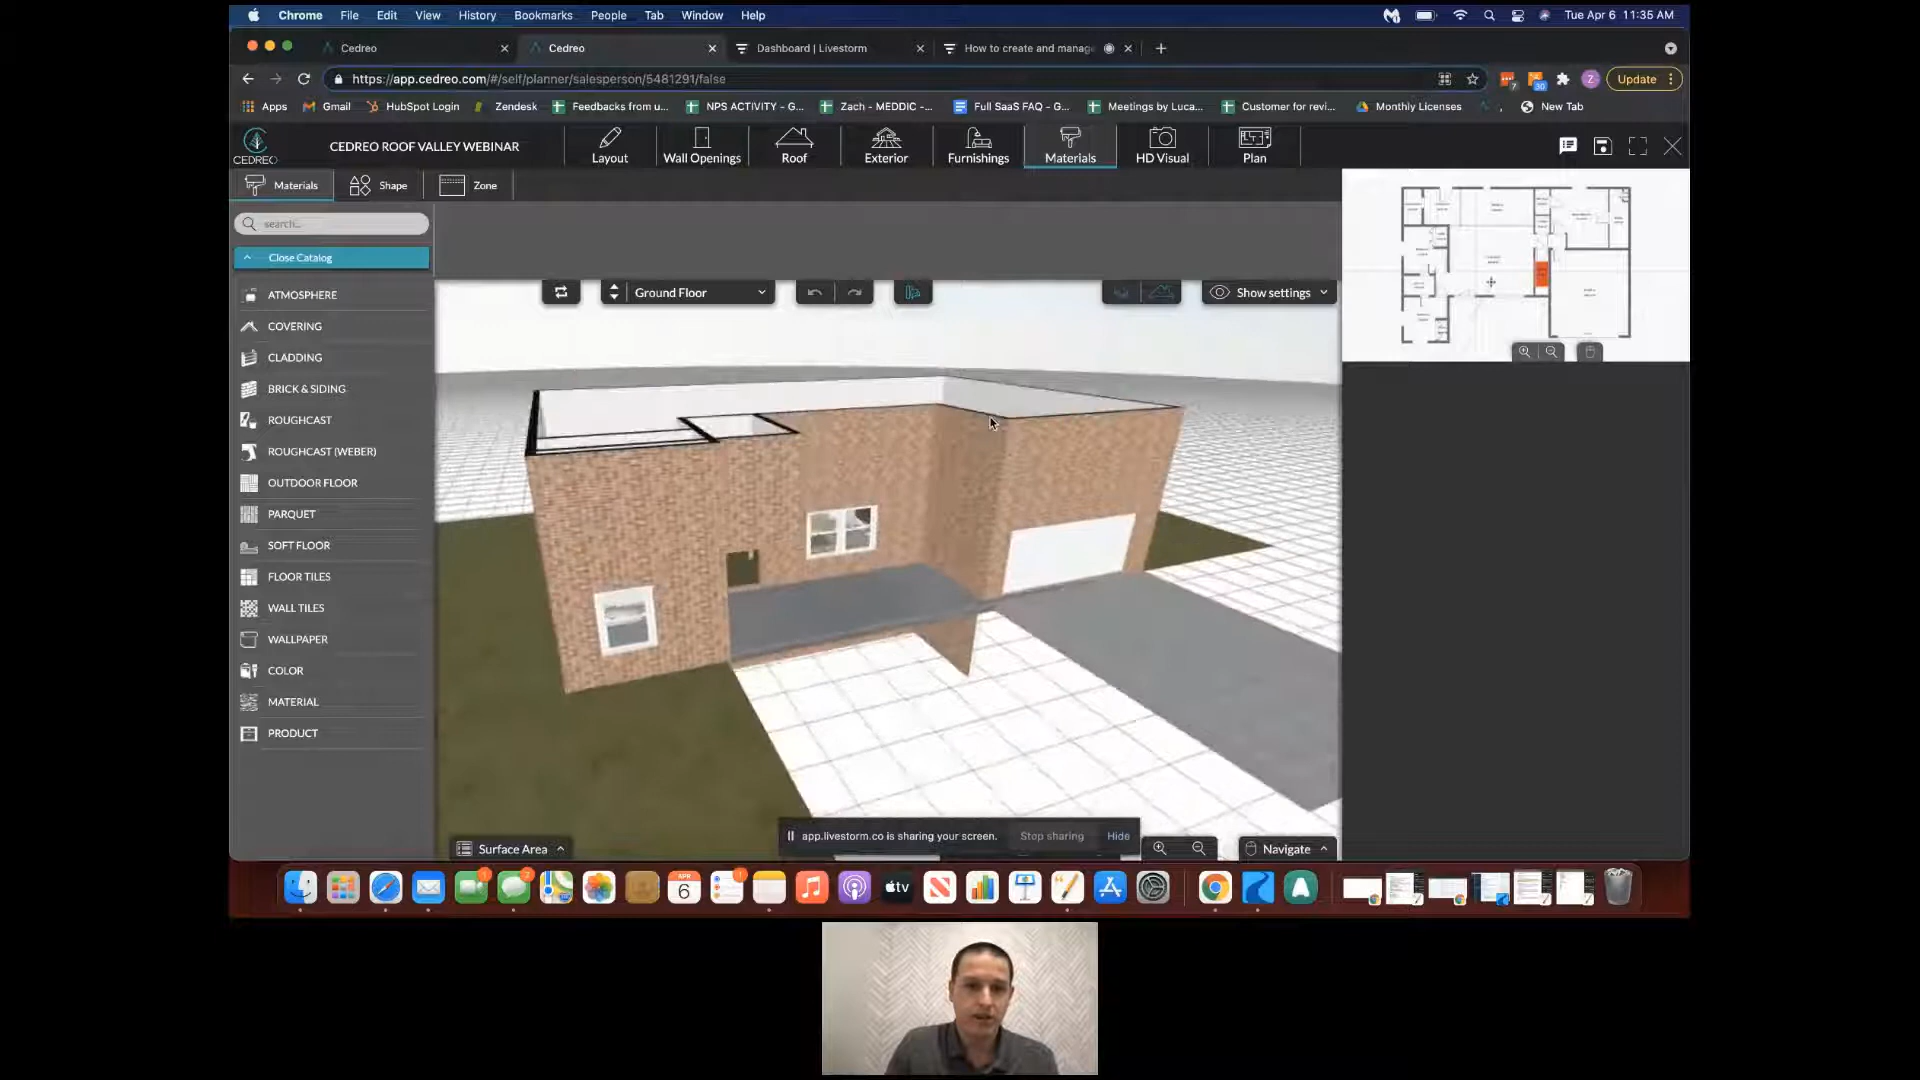 Chrome File Edit View History Bookmarks People Tab Window Help Tue Apr 6 11:35 AM
Cedreo Cedreo Dashboard | Livestorm How to create and manag
https://app.cedreo.com/#/self/planner/salesperson/5481291/false Update
Apps Gmail HubSpot Login Zendesk Feedbacks from u... NPS ACTIVITY - G... Zach - MEDDIC -... Full SaaS FAQ - G... Meetings by Luca... Customer for revi... Monthly Licenses New Tab
CEDREO CEDREO ROOF VALLEY WEBINAR Layout Wall Openings Roof Exterior Furnishings Materials HD Visual Plan
Materials Shape Zone
search...
Close Catalog
Ground Floor Show settings
ATMOSPHERE
COVERING
CLADDING
BRICK & SIDING
ROUGHCAST
ROUGHCAST (WEBER)
OUTDOOR FLOOR
PARQUET
SOFT FLOOR
FLOOR TILES
WALL TILES
WALLPAPER
COLOR
MATERIAL
PRODUCT
app.livestorm.co is sharing your screen. Stop sharing Hide
Surface Area Navigate
APR
6
tv